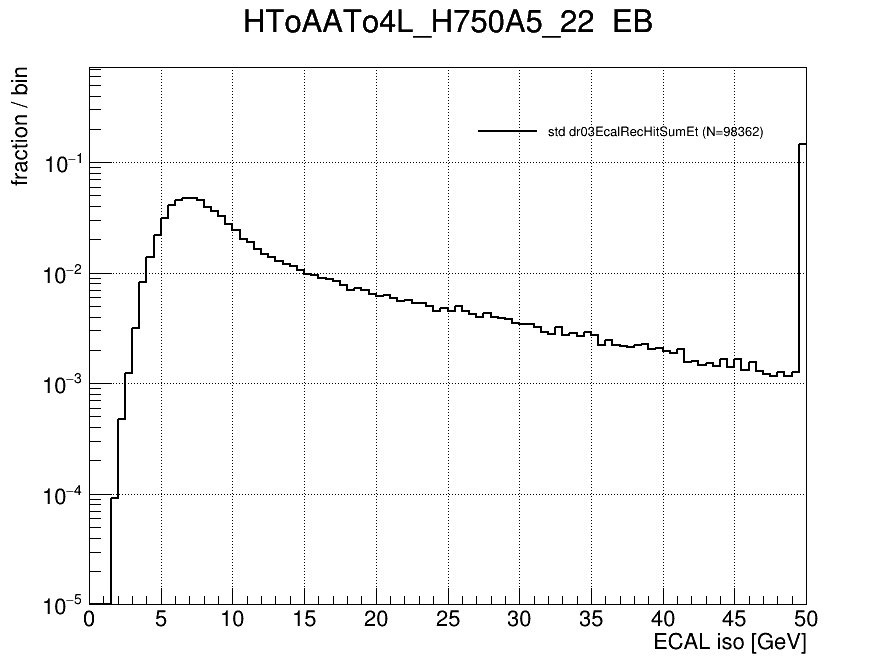 HToAATo4L_H750A5_22 EB
fraction / bin
std dr03EcalRecHitSumEt (N=98362)
10⁻¹
10⁻²
10⁻³
10⁻⁴
10⁻⁵
0 5 10 15 20 25 30 35 40 45 50
ECAL iso [GeV]